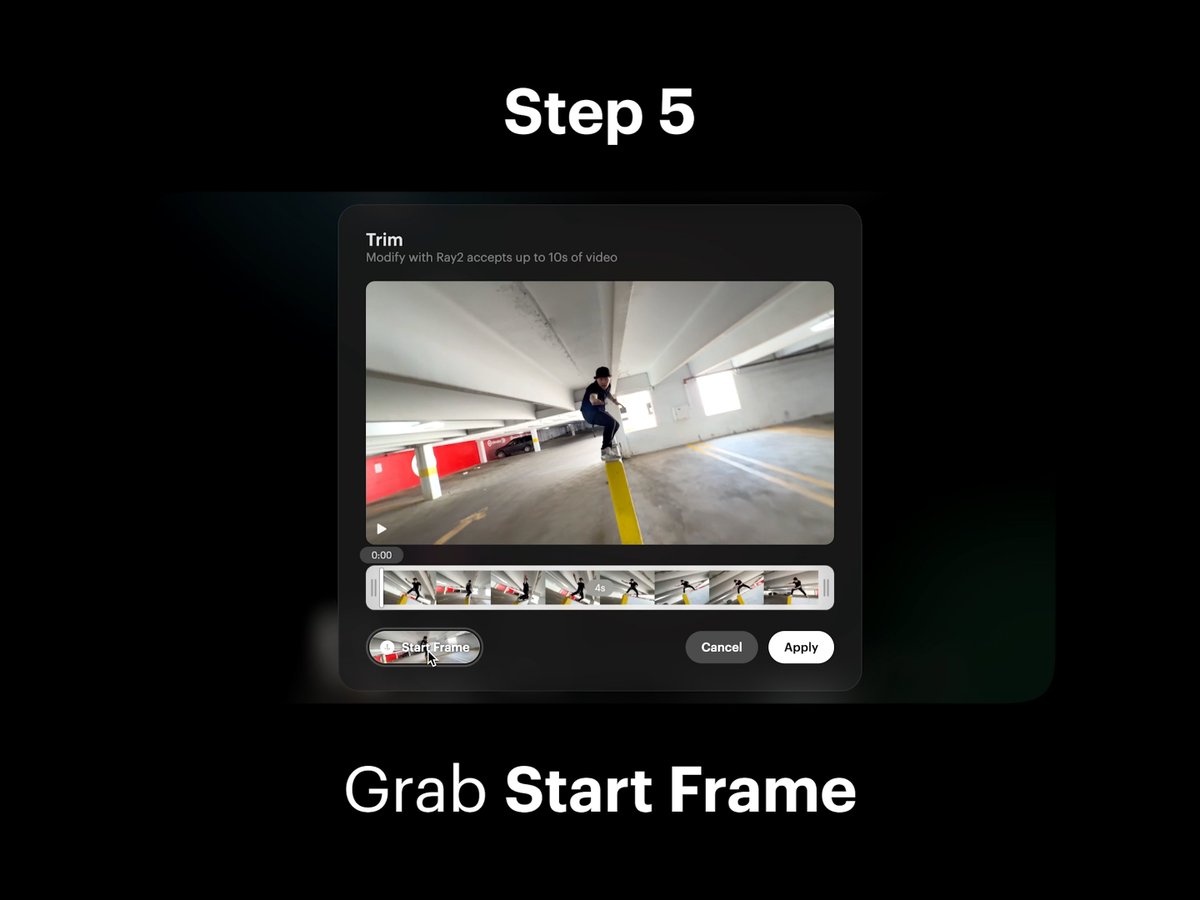 Step 5
Trim
Modify with Ray2 accepts up to 10s of video
0:00
4s
Start Frame
Cancel
Apply
Grab Start Frame